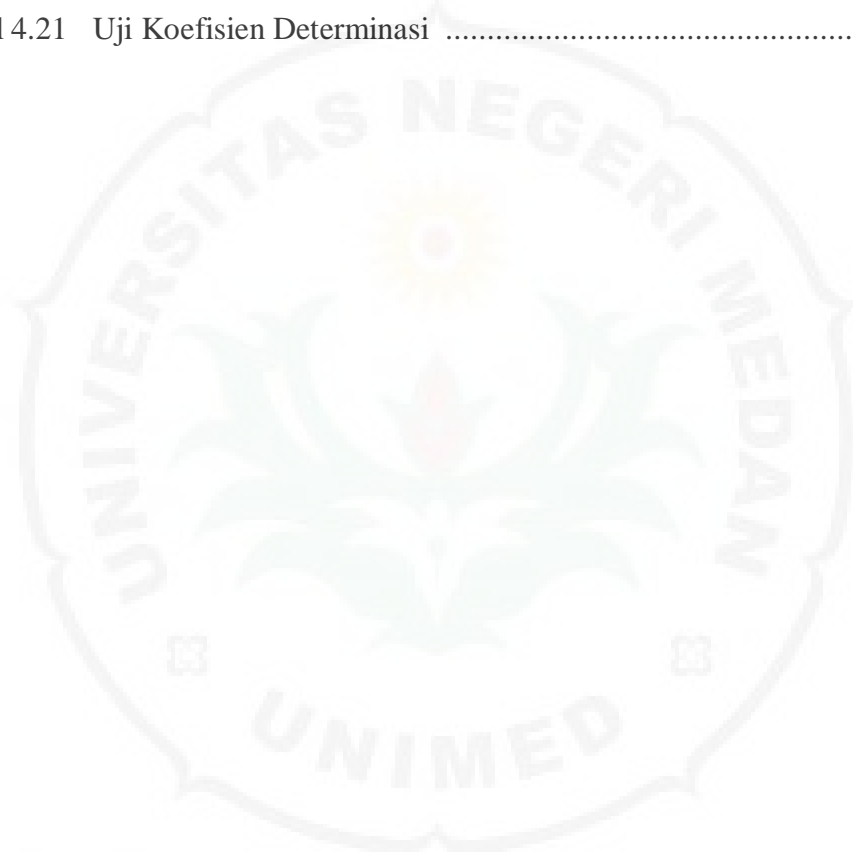 l 4.21 Uji Koefisien Determinasi ................................................................
UNIVERSITAS NEGERI MEDAN
UNIMED